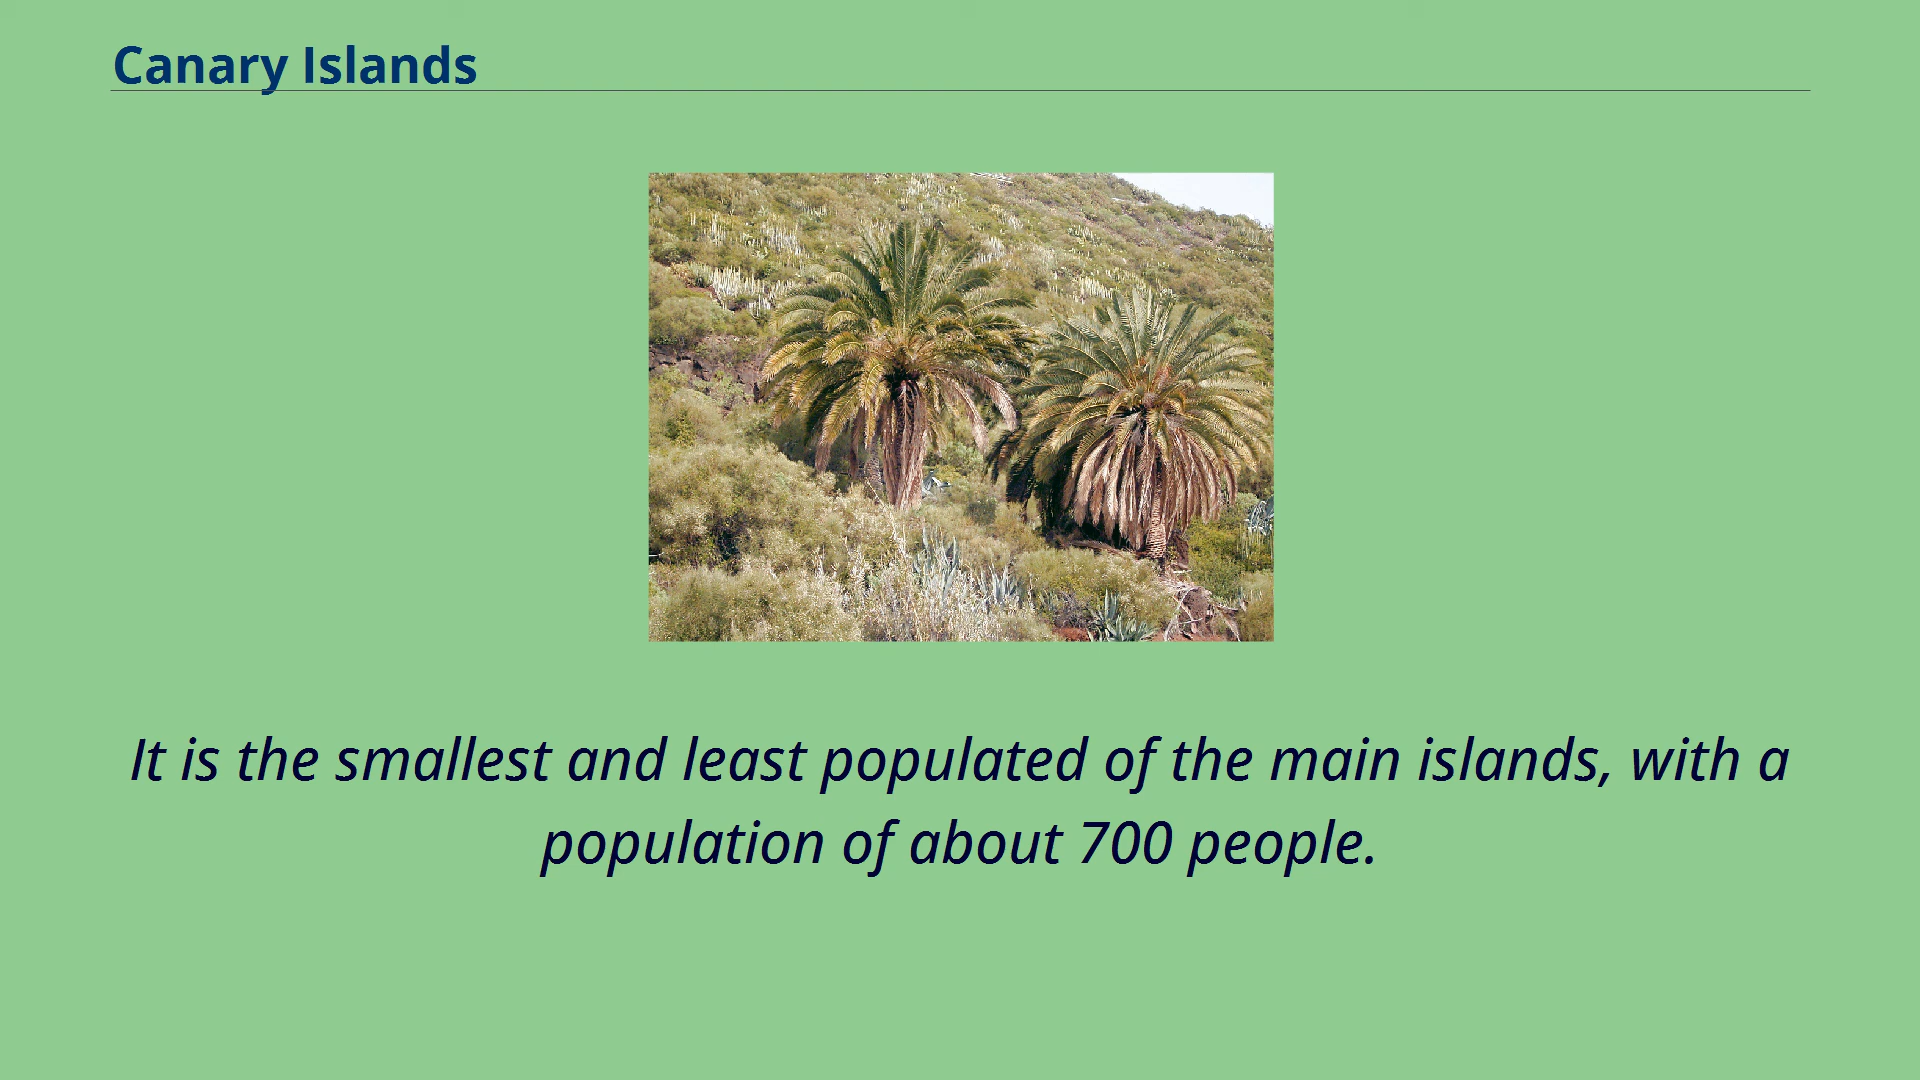 Canary Islands
It is the smallest and least populated of the main islands, with a
population of about 700 people.